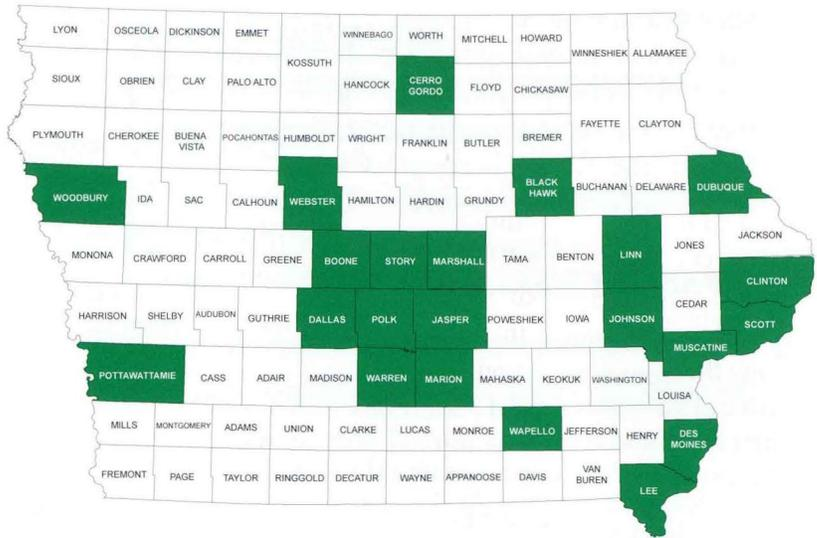 LYON
OSCEOLA
DICKINSON
EMMET
KOSSUTH
WINNEBAGO
WORTH
MITCHELL
HOWARD
WINNESHIEK
ALLAMAKEE
SIOUX
OBRIEN
CLAY
PALO ALTO
HANCOCK
CERRO
GORDO
FLOYD
CHICKASAW
PLYMOUTH
CHEROKEE
BUENA
VISTA
POCAHONTAS
HUMBOLDT
WRIGHT
FRANKLIN
BUTLER
BREMER
FAYETTE
CLAYTON
WOODBURY
IDA
SAC
CALHOUN
WEBSTER
HAMILTON
HARDIN
GRUNDY
BLACK
HAWK
BUCHANAN
DELAWARE
DUBUQUE
MONONA
CRAWFORD
CARROLL
GREENE
BOONE
STORY
MARSHALL
TAMA
BENTON
LINN
JONES
JACKSON
CLINTON
HARRISON
SHELBY
AUDUBON
GUTHRIE
DALLAS
POLK
JASPER
POWESHIEK
IOWA
JOHNSON
CEDAR
SCOTT
MUSCATINE
POTTAWATTAMIE
CASS
ADAIR
MADISON
WARREN
MARION
MAHASKA
KEOKUK
WASHINGTON
LOUISA
MILLS
MONTGOMERY
ADAMS
UNION
CLARKE
LUCAS
MONROE
WAPELLO
JEFFERSON
HENRY
DES
MOINES
FREMONT
PAGE
TAYLOR
RINGGOLD
DECATUR
WAYNE
APPANOOSE
DAVIS
VAN
BUREN
LEE